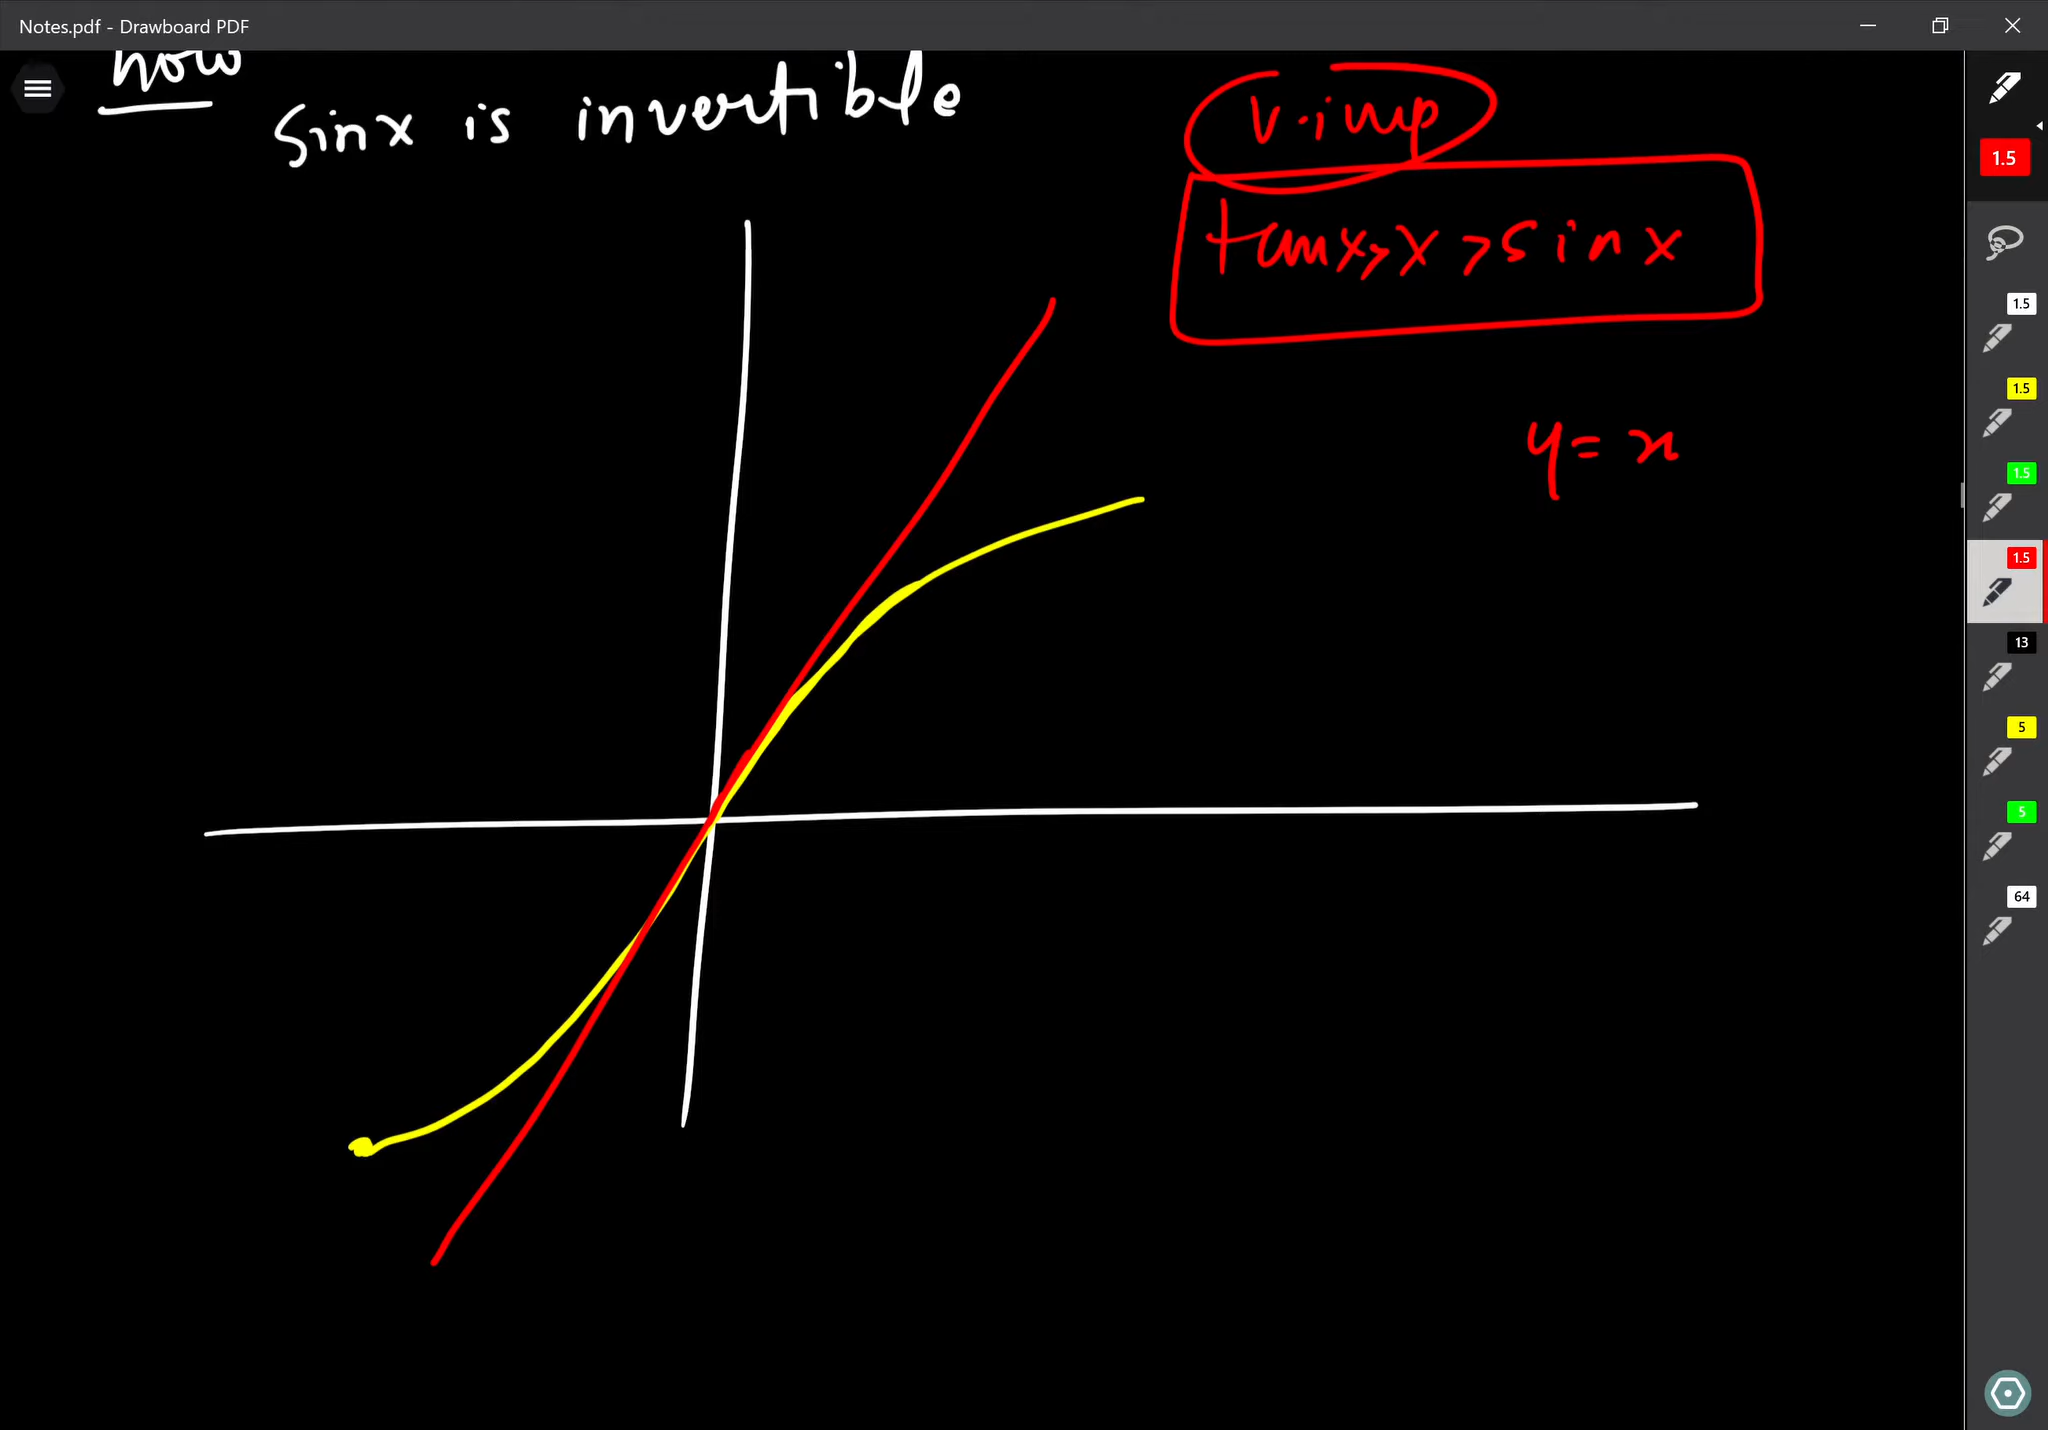 Notes.pdf - Drawboard PDF
now
sinx is invertible
v.imp
tanx>x>sinx
y=x
1.5
1.5
1.5
1.5
1.5
13
5
5
64